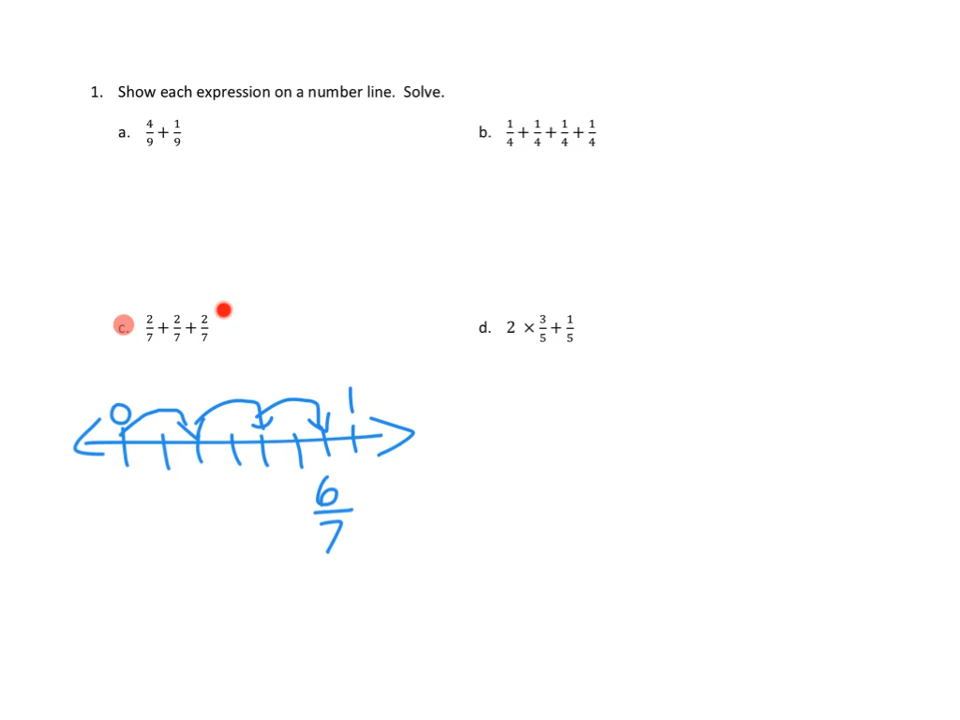 1. Show each expression on a number line. Solve.
a. 4/9 + 1/9
b. 1/4 + 1/4 + 1/4 + 1/4
c. 2/7 + 2/7 + 2/7
d. 2 × 3/5 + 1/5
0 1
6/7